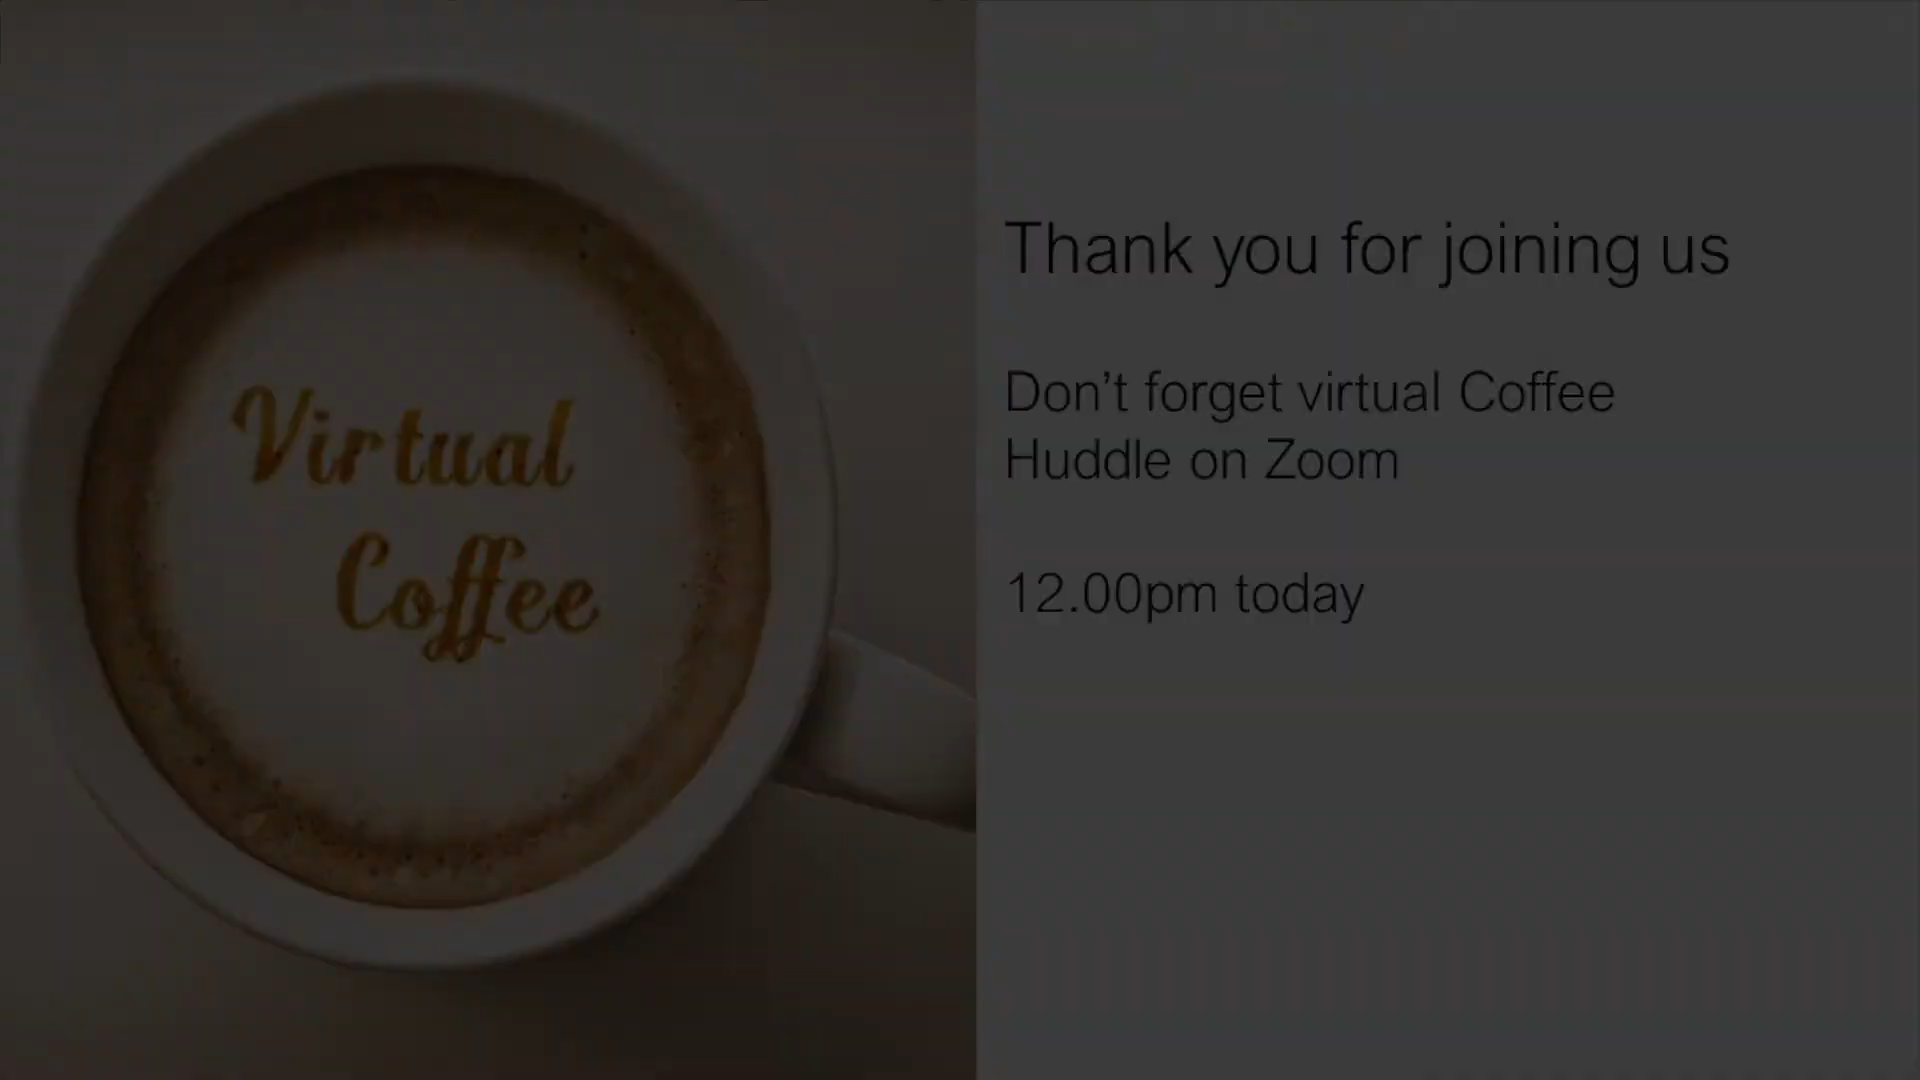 Virtual
Coffee
Thank you for joining us
Don’t forget virtual Coffee
Huddle on Zoom
12.00pm today